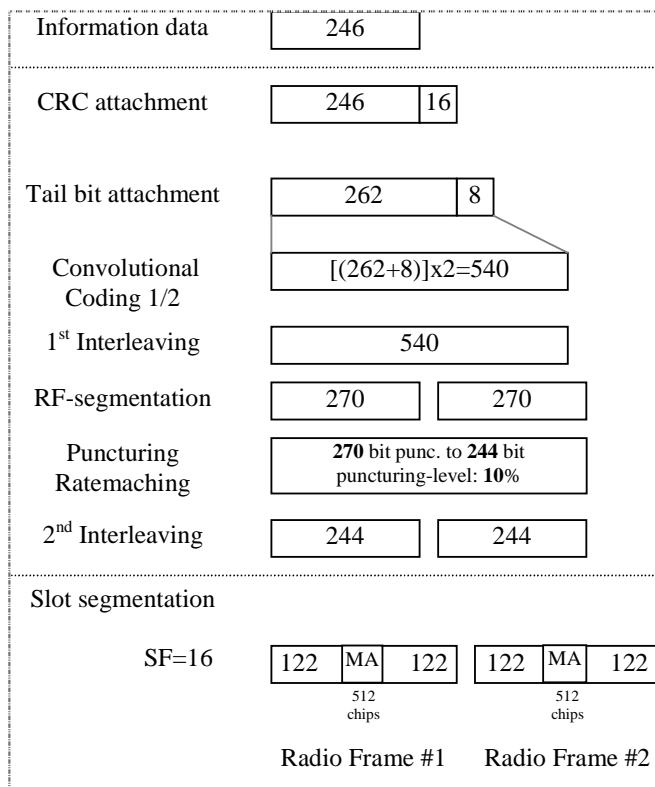 Information data 246
CRC attachment 246 16
Tail bit attachment 262 8
Convolutional
Coding 1/2
[(262+8)]x2=540
1st Interleaving 540
RF-segmentation 270 270
Puncturing
Ratemaching
270 bit punc. to 244 bit
puncturing-level: 10%
2nd Interleaving 244 244
Slot segmentation
SF=16 122 MA 122 122 MA 122
512
chips
512
chips
Radio Frame #1 Radio Frame #2